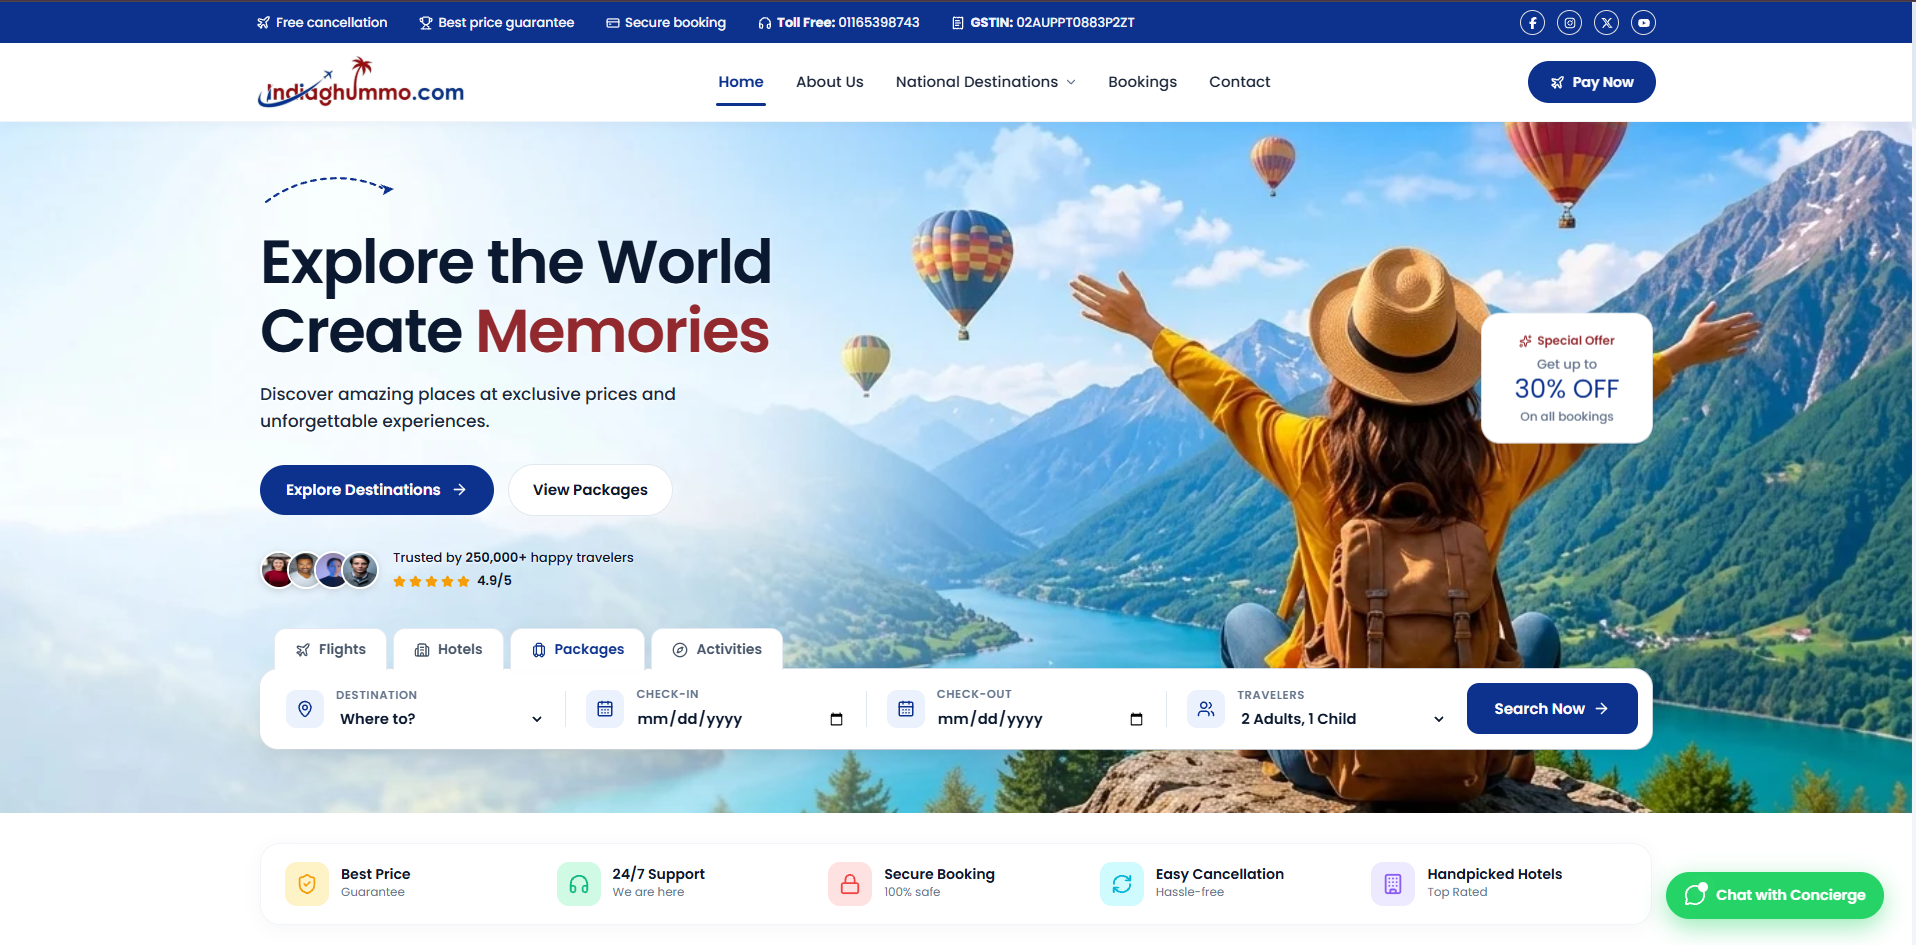 Free cancellation
Best price guarantee
Secure booking
Toll Free: 01165398743
GSTIN: 02AUPPT0883P2ZT
indiaghummo.com
Home
About Us
National Destinations
Bookings
Contact
Pay Now
Explore the World
Create Memories
Discover amazing places at exclusive prices and
unforgettable experiences.
Explore Destinations
View Packages
Trusted by 250,000+ happy travelers
4.9/5
Special Offer
Get up to
30% OFF
On all bookings
Flights
Hotels
Packages
Activities
DESTINATION
Where to?
CHECK-IN
mm/dd/yyyy
CHECK-OUT
mm/dd/yyyy
TRAVELERS
2 Adults, 1 Child
Search Now
Best Price
Guarantee
24/7 Support
We are here
Secure Booking
100% safe
Easy Cancellation
Hassle-free
Handpicked Hotels
Top Rated
Chat with Concierge